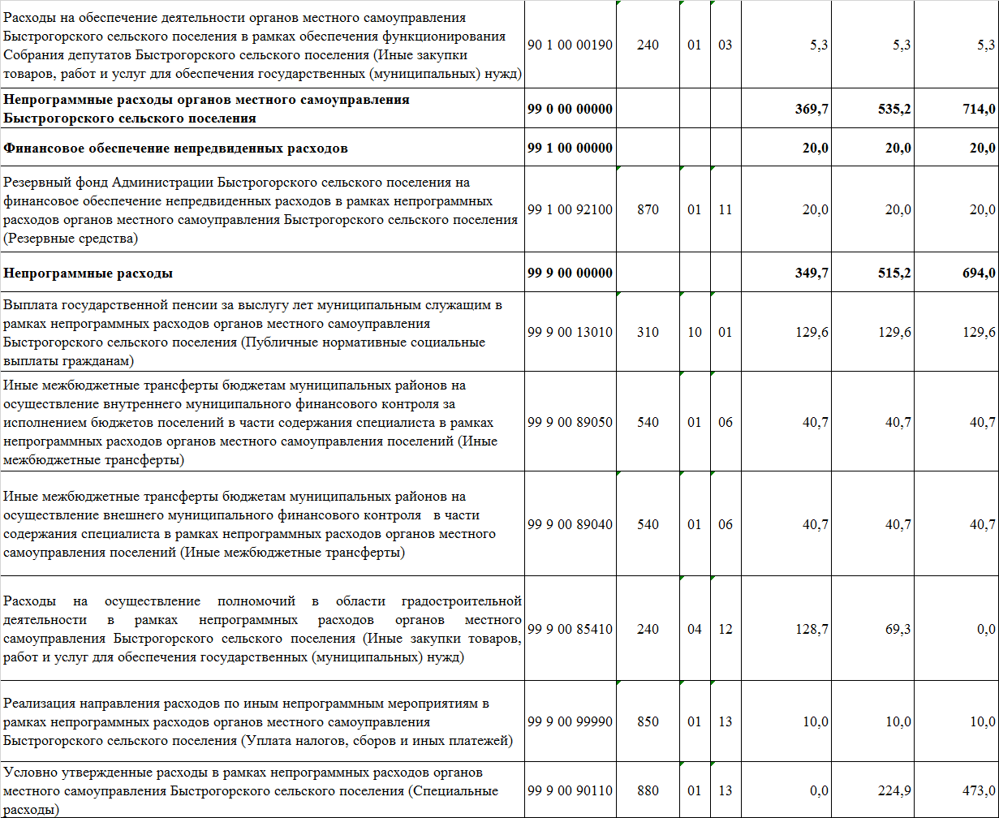 Расходы на обеспечение деятельности органов местного самоуправления
Быстрогорского сельского поселения в рамках обеспечения функционирования
Собрания депутатов Быстрогорского сельского поселения (Иные закупки
товаров, работ и услуг для обеспечения государственных (муниципальных) нужд)
90 1 00 00190 240 01 03 5,3 5,3 5,3
Непрограммные расходы органов местного самоуправления
Быстрогорского сельского поселения
99 0 00 00000 369,7 535,2 714,0
Финансовое обеспечение непредвиденных расходов 99 1 00 00000 20,0 20,0 20,0
Резервный фонд Администрации Быстрогорского сельского поселения на
финансовое обеспечение непредвиденных расходов в рамках непрограммных
расходов органов местного самоуправления Быстрогорского сельского поселения
(Резервные средства)
99 1 00 92100 870 01 11 20,0 20,0 20,0
Непрограммные расходы 99 9 00 00000 349,7 515,2 694,0
Выплата государственной пенсии за выслугу лет муниципальным служащим в
рамках непрограммных расходов органов местного самоуправления
Быстрогорского сельского поселения (Публичные нормативные социальные
выплаты гражданам)
99 9 00 13010 310 10 01 129,6 129,6 129,6
Иные межбюджетные трансферты бюджетам муниципальных районов на
осуществление внутреннего муниципального финансового контроля за
исполнением бюджетов поселений в части содержания специалиста в рамках
непрограммных расходов органов местного самоуправления поселений (Иные
межбюджетные трансферты)
99 9 00 89050 540 01 06 40,7 40,7 40,7
Иные межбюджетные трансферты бюджетам муниципальных районов на
осуществление внешнего муниципального финансового контроля в части
содержания специалиста в рамках непрограммных расходов органов местного
самоуправления поселений (Иные межбюджетные трансферты)
99 9 00 89040 540 01 06 40,7 40,7 40,7
Расходы на осуществление полномочий в области градостроительной
деятельности в рамках непрограммных расходов органов местного
самоуправления Быстрогорского сельского поселения (Иные закупки товаров,
работ и услуг для обеспечения государственных (муниципальных) нужд)
99 9 00 85410 240 04 12 128,7 69,3 0,0
Реализация направления расходов по иным непрограммным мероприятиям в
рамках непрограммных расходов органов местного самоуправления
Быстрогорского сельского поселения (Уплата налогов, сборов и иных платежей)
99 9 00 99990 850 01 13 10,0 10,0 10,0
Условно утвержденные расходы в рамках непрограммных расходов органов
местного самоуправления Быстрогорского сельского поселения (Специальные
расходы)
99 9 00 90110 880 01 13 0,0 224,9 473,0